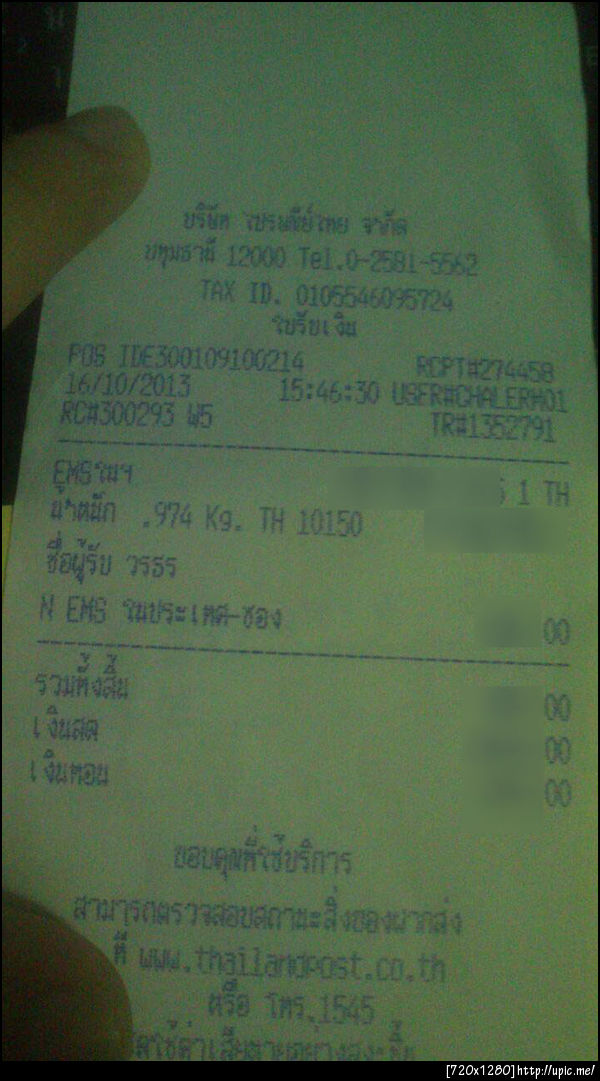 บริษัท ไปรษณีย์ไทย จำกัด
ปทุมธานี 12000 Tel.0-2581-5562
TAX ID. 0105546095724
ใบรับเงิน
POS IDE300109100214 RCPT#274458
16/10/2013 15:46:30 USER#CHALERM01
RC#300293 W5 TR#1352791
EMSในฯ 1 TH
น้ำหนัก .974 Kg. TH 10150
ชื่อผู้รับ วรธร
N EMS ในประเทศ-ซอง 00
รวมทั้งสิ้น 00
เงินสด 00
เงินทอน 00
ขอบคุณที่ใช้บริการ
สามารถตรวจสอบสถานะสิ่งของฝากส่ง
ที่ www.thailandpost.co.th
หรือ โทร.1545
[720x1280]http://upic.me/